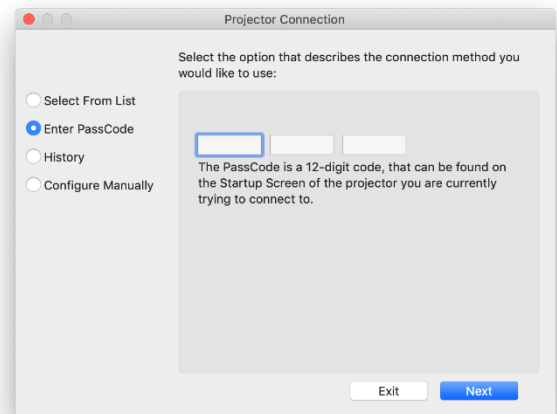 Projector Connection
Select the option that describes the connection method you
would like to use:
Select From List
Enter PassCode
History
Configure Manually
The PassCode is a 12-digit code, that can be found on
the Startup Screen of the projector you are currently
trying to connect to.
Exit
Next